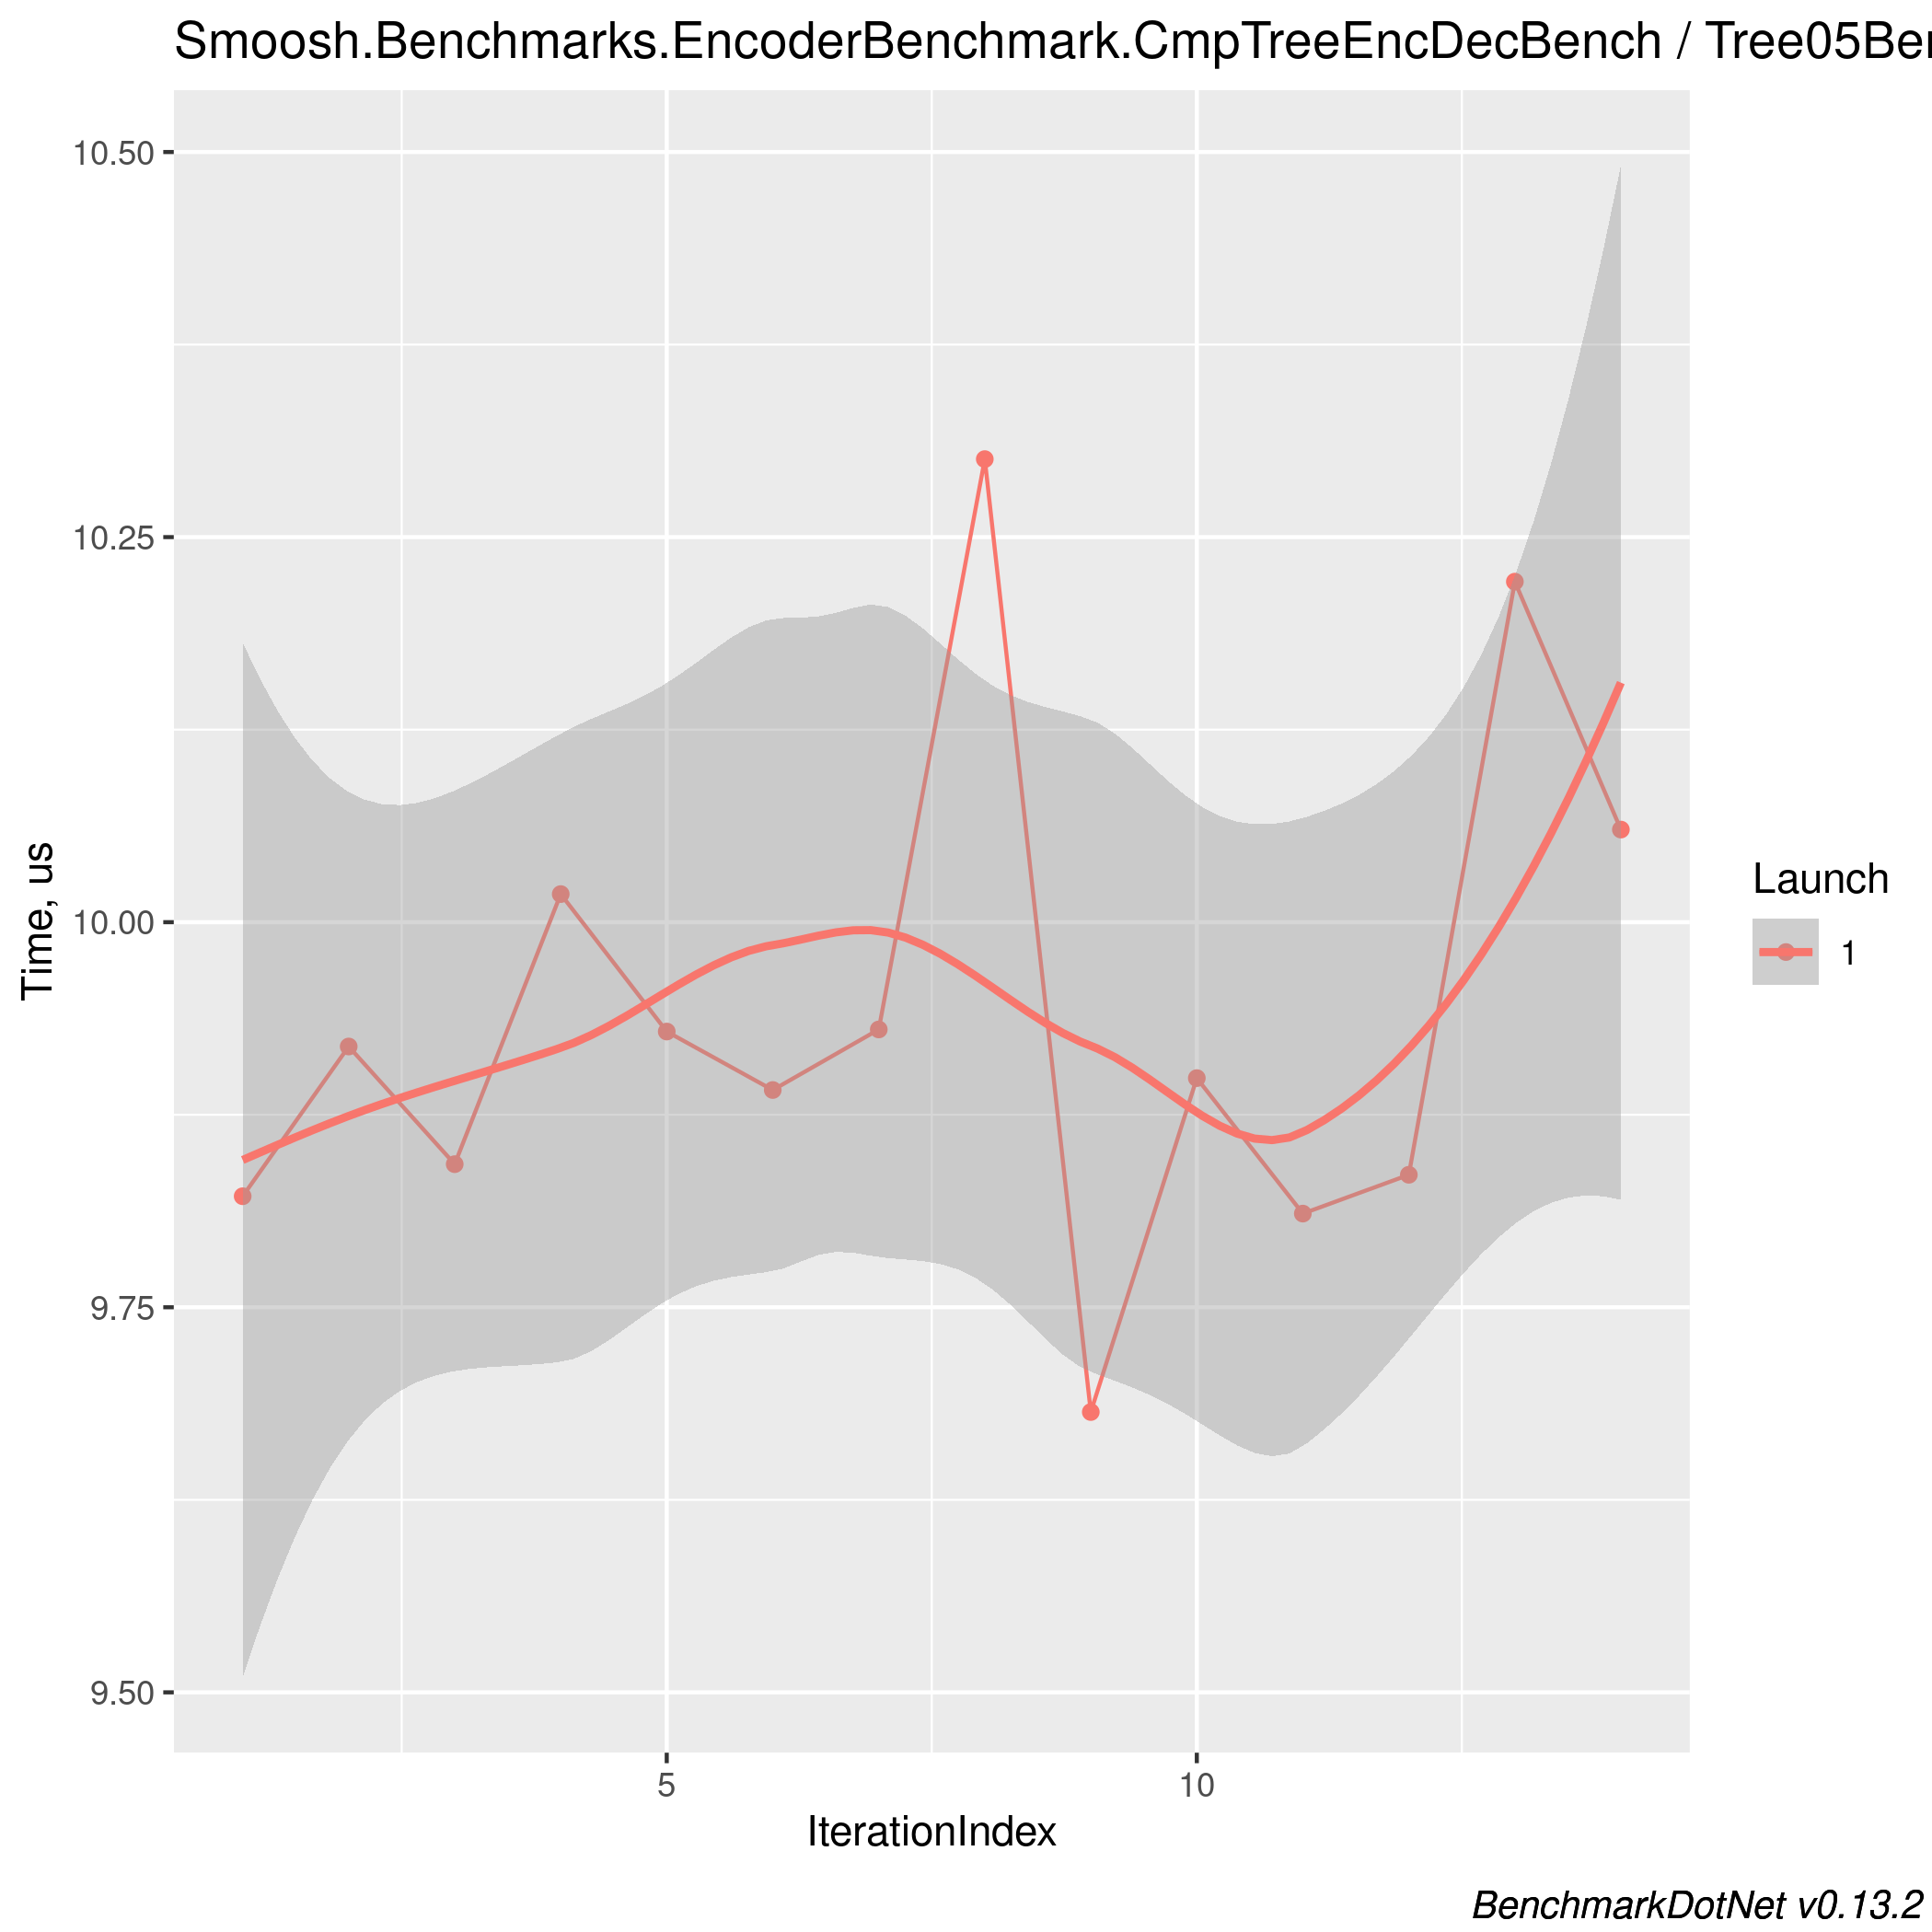 Smoosh.Benchmarks.EncoderBenchmark.CmpTreeEncDecBench /
10.50
10.25
10.00
9.75
9.50
Time, us
5
10
IterationIndex
Launch
1
BenchmarkDotNet v0.13.2